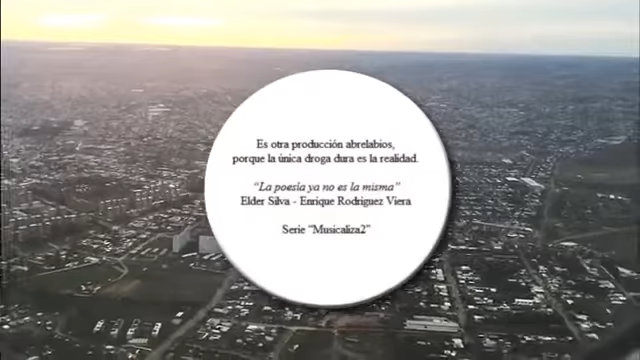 Es otra producción abrelabios,
porque la única droga dura es la realidad.
"La poesía ya no es la misma"
Elder Silva - Enrique Rodríguez Viera
Serie "Musicaliza2"